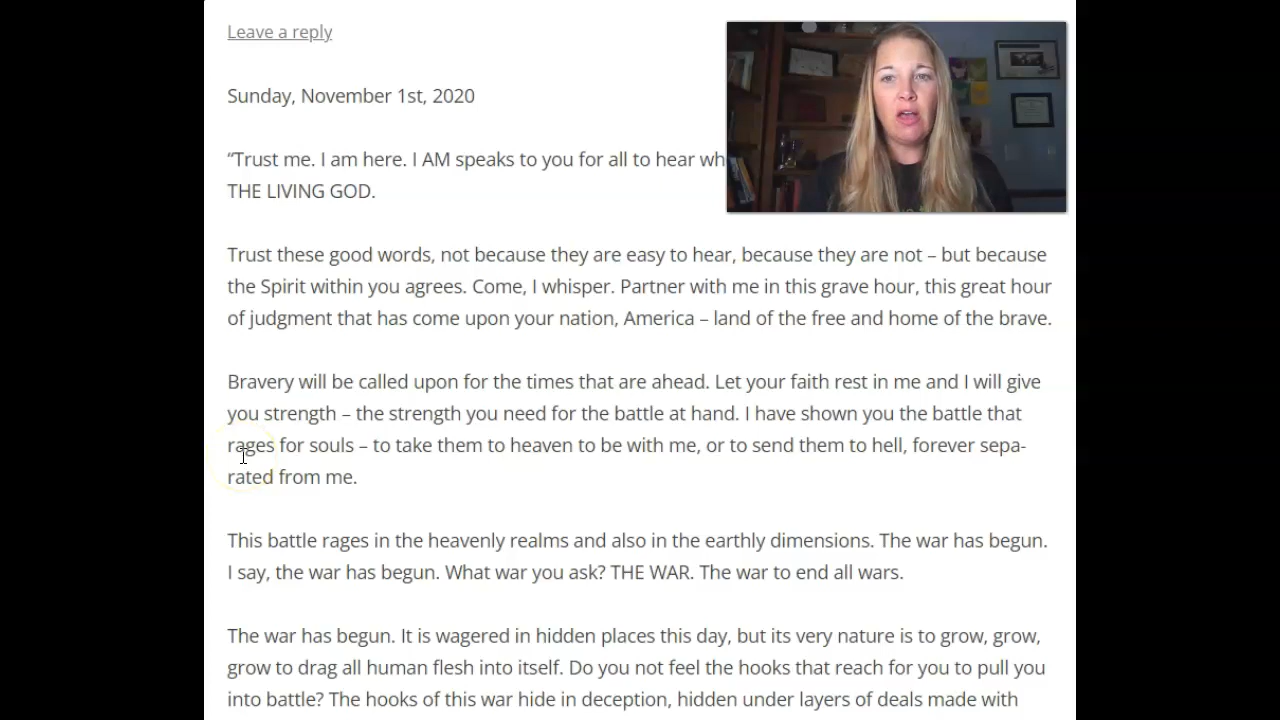 Leave a reply
Sunday, November 1st, 2020
“Trust me. I am here. I AM speaks to you for all to hear
THE LIVING GOD.
Trust these good words, not because they are easy to hear, because they are not – but because
the Spirit within you agrees. Come, I whisper. Partner with me in this grave hour, this great hour
of judgment that has come upon your nation, America – land of the free and home of the brave.
Bravery will be called upon for the times that are ahead. Let your faith rest in me and I will give
you strength – the strength you need for the battle at hand. I have shown you the battle that
rages for souls – to take them to heaven to be with me, or to send them to hell, forever sepa-
rated from me.
This battle rages in the heavenly realms and also in the earthly dimensions. The war has begun.
I say, the war has begun. What war you ask? THE WAR. The war to end all wars.
The war has begun. It is wagered in hidden places this day, but its very nature is to grow, grow,
grow to drag all human flesh into itself. Do you not feel the hooks that reach for you to pull you
into battle? The hooks of this war hide in deception, hidden under layers of deals made with